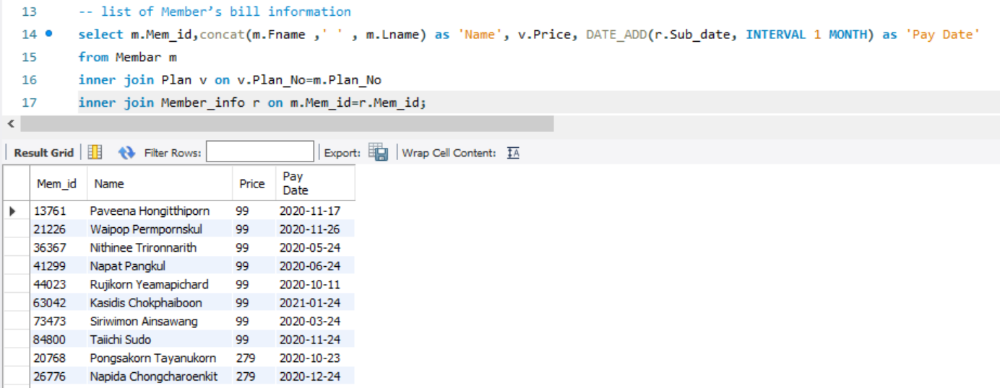 13 -- list of Member’s bill information
14 select m.Mem_id,concat(m.Fname ,' ' , m.Lname) as 'Name', v.Price, DATE_ADD(r.Sub_date, INTERVAL 1 MONTH) as 'Pay Date'
15 from Membar m
16 inner join Plan v on v.Plan_No=m.Plan_No
17 inner join Member_info r on m.Mem_id=r.Mem_id;
Result Grid Filter Rows: Export: Wrap Cell Content: IA
Mem_id Name Price Pay Date
13761 Paveena Hongitthiporn 99 2020-11-17
21226 Waipop Permpornskul 99 2020-11-26
36367 Nithinee Trironnarith 99 2020-05-24
41299 Napat Pangkul 99 2020-06-24
44023 Rujikorn Yeamapichard 99 2020-10-11
63042 Kasidis Chokphaiboon 99 2021-01-24
73473 Siriwimon Ainsawang 99 2020-03-24
84800 Taiichi Sudo 99 2020-11-24
20768 Pongsakorn Tayanukorn 279 2020-10-23
26776 Napida Chongcharoenkit 279 2020-12-24